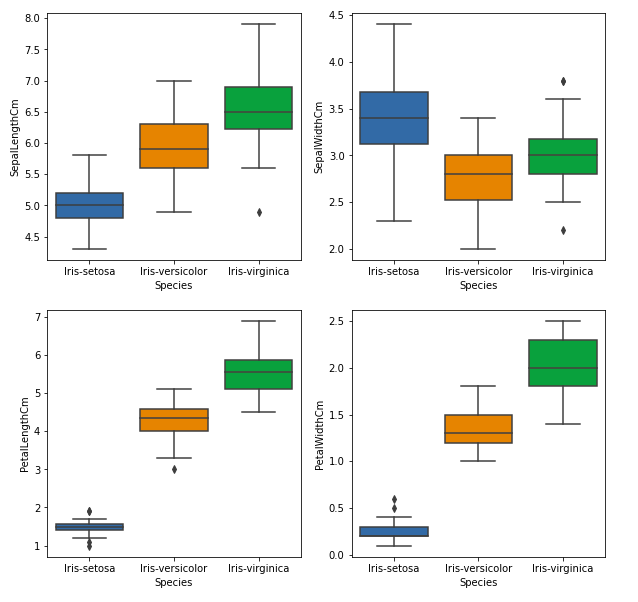 SepalLengthCm
8.0
7.5
7.0
6.5
6.0
5.5
5.0
4.5
Iris-setosa Iris-versicolor Iris-virginica
Species
SepalWidthCm
4.5
4.0
3.5
3.0
2.5
2.0
Iris-setosa Iris-versicolor Iris-virginica
Species
PetalLengthCm
7
6
5
4
3
2
1
Iris-setosa Iris-versicolor Iris-virginica
Species
PetalWidthCm
2.5
2.0
1.5
1.0
0.5
0.0
Iris-setosa Iris-versicolor Iris-virginica
Species